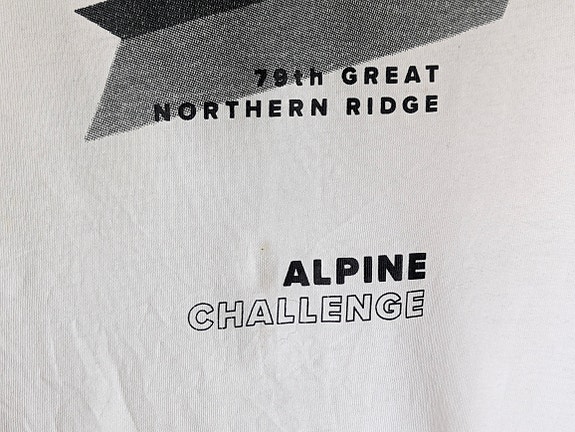 79th GREAT
NORTHERN RIDGE
ALPINE
CHALLENGE